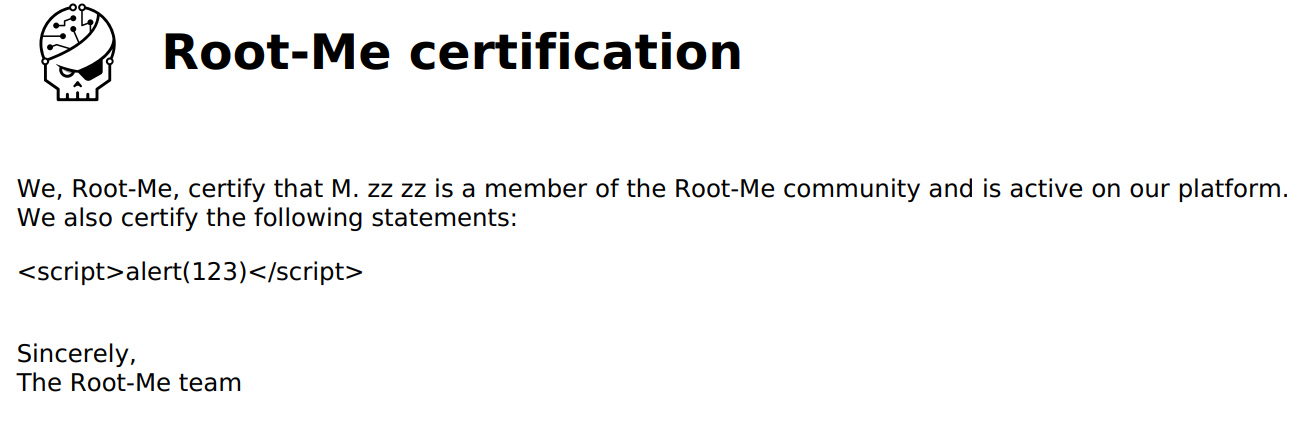 Root-Me certification
We, Root-Me, certify that M. zz zz is a member of the Root-Me community and is active on our platform.
We also certify the following statements:
<script>alert(123)</script>
Sincerely,
The Root-Me team